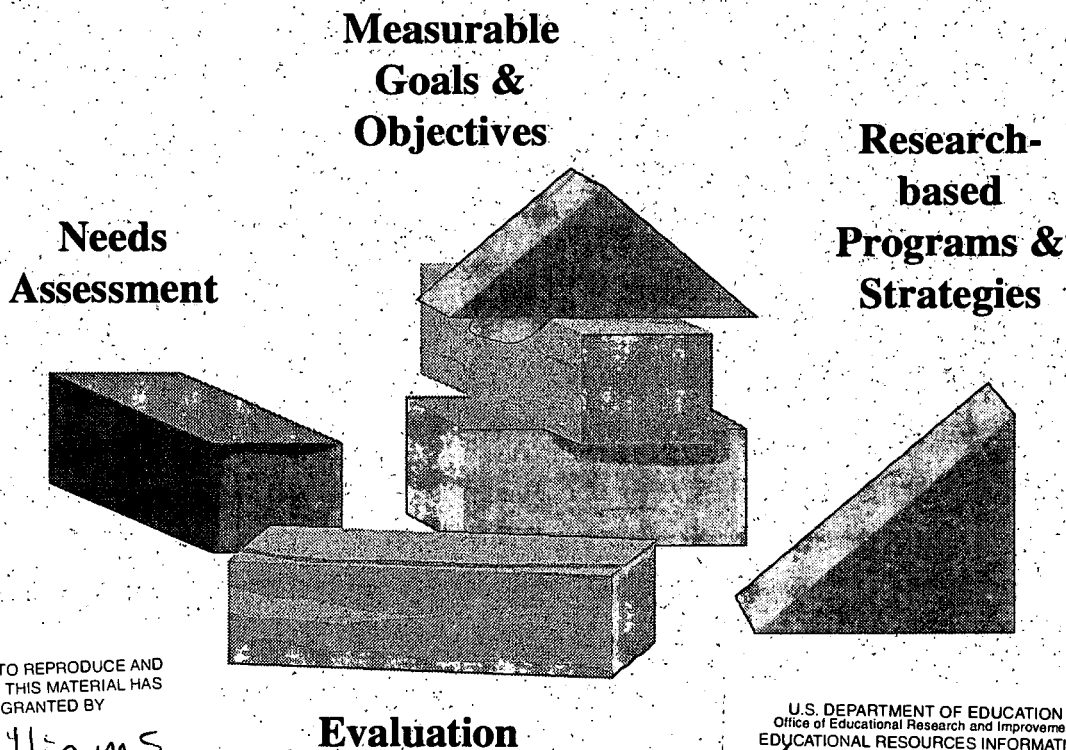 Measurable
Goals &
Objectives
Research-
based
Programs &
Strategies
Needs
Assessment
TO REPRODUCE AND
THIS MATERIAL HAS
GRANTED BY
Evaluation
U.S. DEPARTMENT OF EDUCATION
Office of Educational Research and Improveme
EDUCATIONAL RESOURCES INFORMATI